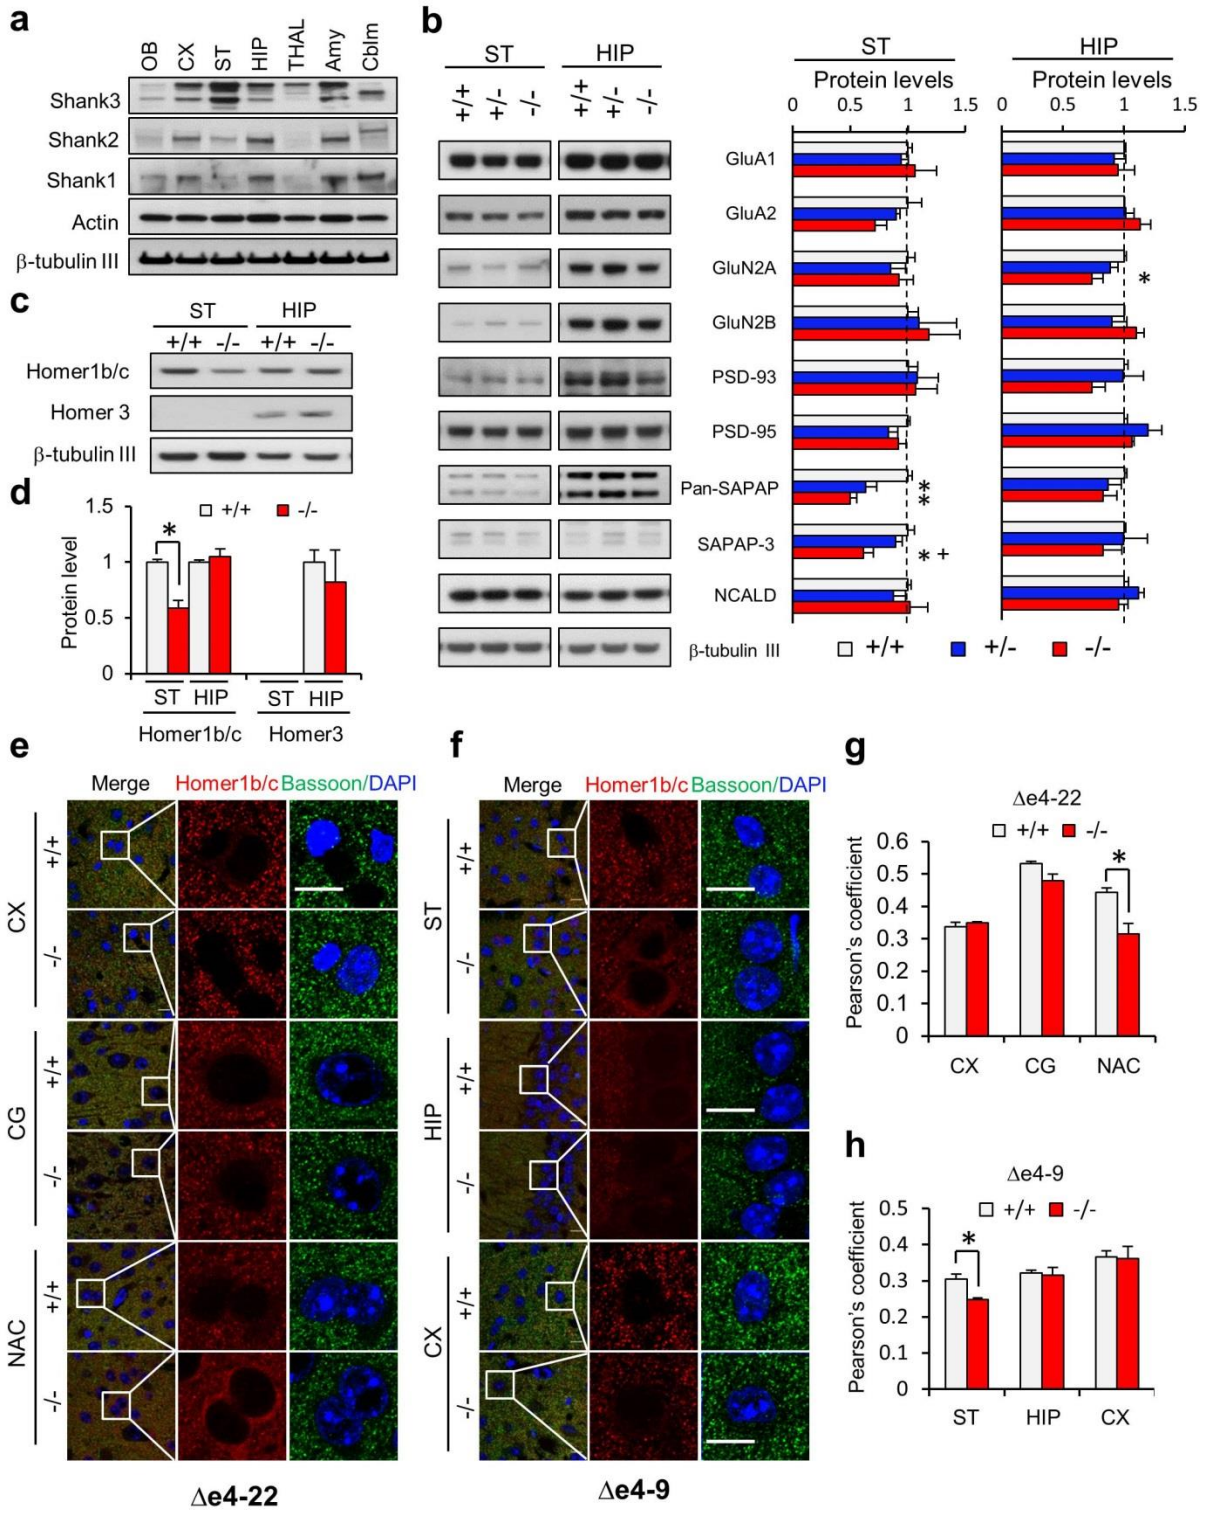 a
OB CX ST HIP THAL Amy Cblm
Shank3
Shank2
Shank1
Actin
β-tubulin III
b
ST HIP
+/+ +/- -/- +/+ +/- -/-
ST HIP
Protein levels Protein levels
0 0.5 1 1.5 0 0.5 1 1.5
GluA1
GluA2
GluN2A *
GluN2B
PSD-93
PSD-95
Pan-SAPAP *
*
SAPAP-3 * +
NCALD
β-tubulin III +/+ +/- -/-
c
ST HIP
+/+ -/- +/+ -/-
Homer1b/c
Homer 3
β-tubulin III
d
Protein level
1.5
1
0.5
0
+/+ -/-
*
ST HIP ST HIP
Homer1b/c Homer3
e
Merge Homer1b/c Bassoon/DAPI
CX +/+
-/-
CG +/+
-/-
NAC +/+
-/-
Δe4-22
f
Merge Homer1b/c Bassoon/DAPI
ST +/+
-/-
HIP +/+
-/-
CX +/+
-/-
Δe4-9
g
Δe4-22
+/+ -/-
Pearson's coefficient
0.6
0.5
0.4
0.3
0.2
0.1
0
*
CX CG NAC
h
Δe4-9
+/+ -/-
Pearson's coefficient
0.5
0.4
0.3
0.2
0.1
0
*
ST HIP CX